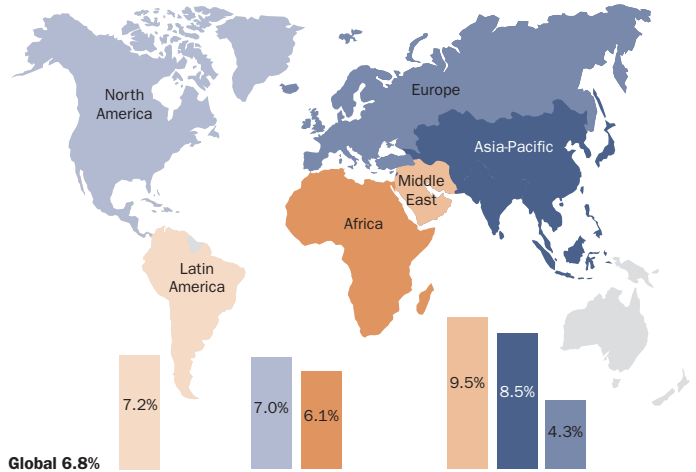 North
America
Europe
Asia-Pacific
Middle
East
Africa
Latin
America
7.2%
7.0%
6.1%
9.5%
8.5%
4.3%
Global 6.8%